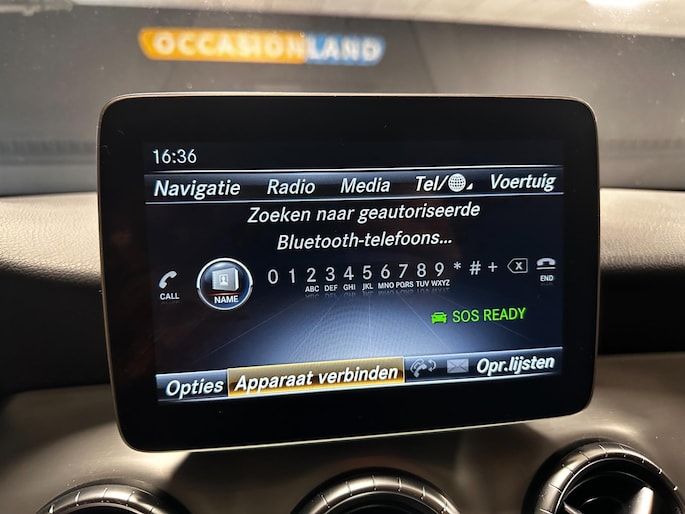 OCCASIONLAND
16:36
Navigatie Radio Media Tel/ Voertuig
Zoeken naar geautoriseerde
Bluetooth-telefoons...
CALL NAME 0 1 2 3 4 5 6 7 8 9 * # + X END
ABC DEF GHI JKL MNO PQRS TUV WXYZ
SOS READY
Opties Apparaat verbinden Opr.lijsten